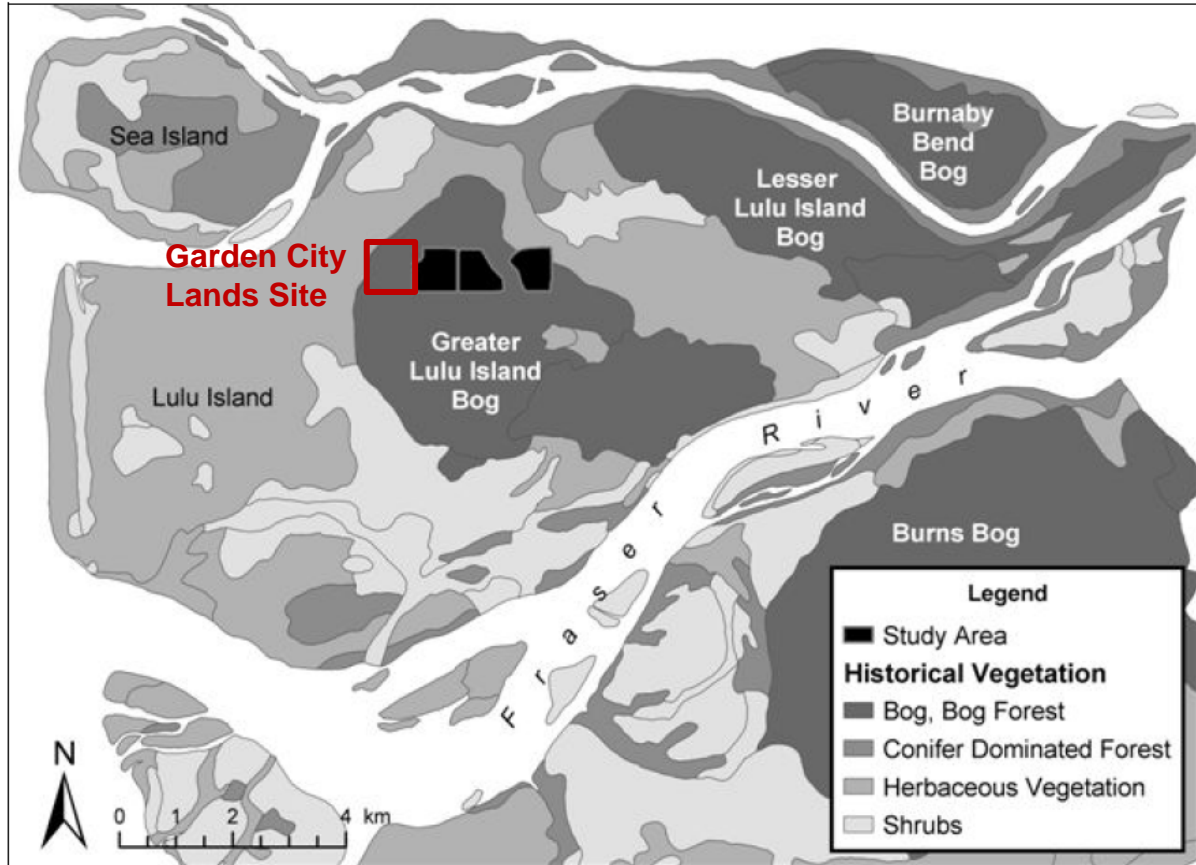 Sea Island
Burnaby
Bend
Bog
Lesser
Lulu Island
Bog
Garden City
Lands Site
Greater
Lulu Island
Bog
Lulu Island
Fraser River
Burns Bog
Legend
Study Area
Historical Vegetation
Bog, Bog Forest
Conifer Dominated Forest
Herbaceous Vegetation
Shrubs
N
0 1 2 4 km